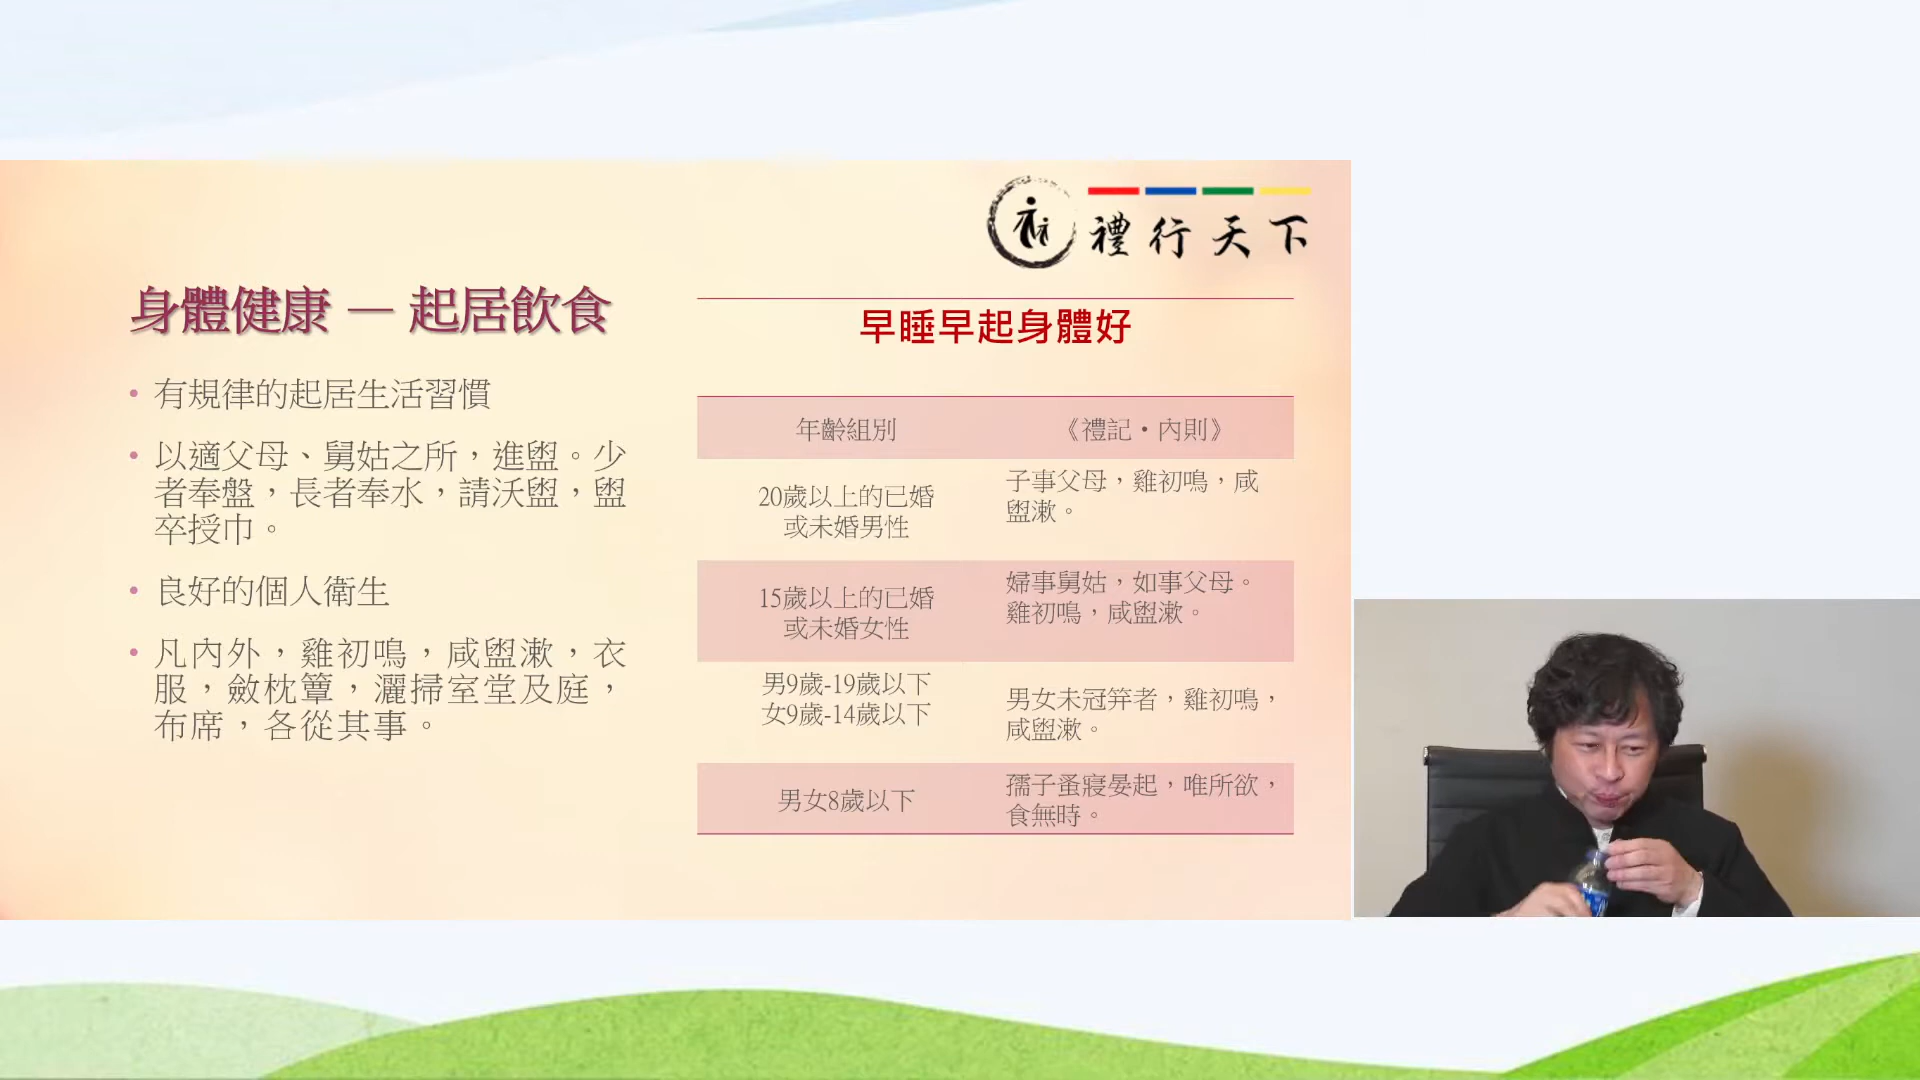 禮行天下
身體健康 — 起居飲食
• 有規律的起居生活習慣
• 以適父母、舅姑之所，進盥。少
者奉盤，長者奉水，請沃盥，盥
卒授巾。
• 良好的個人衛生
• 凡內外，雞初鳴，咸盥漱，衣
服，斂枕簟，灑掃室堂及庭，
布席，各從其事。
早睡早起身體好
年齡組別
《禮記·內則》
20歲以上的已婚
或未婚男性
子事父母，雞初鳴，咸
盥漱。
15歲以上的已婚
或未婚女性
婦事舅姑，如事父母。
雞初鳴，咸盥漱。
男9歲-19歲以下
女9歲-14歲以下
男女未冠笄者，雞初鳴，
咸盥漱。
男女8歲以下
孺子蚤寢晏起，唯所欲，
食無時。